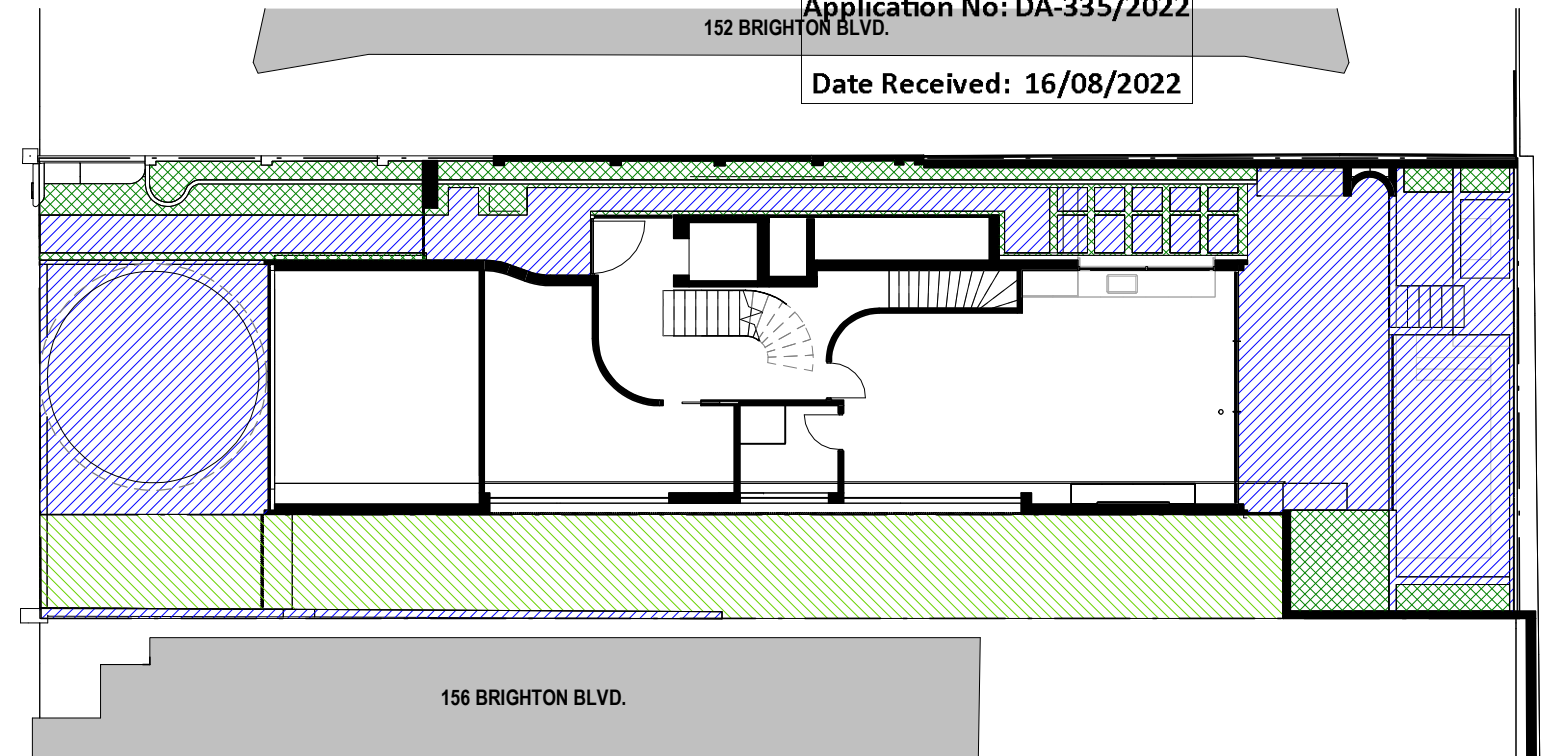 Application No: DA-335/2022
152 BRIGHTON BLVD.
Date Received: 16/08/2022
156 BRIGHTON BLVD.